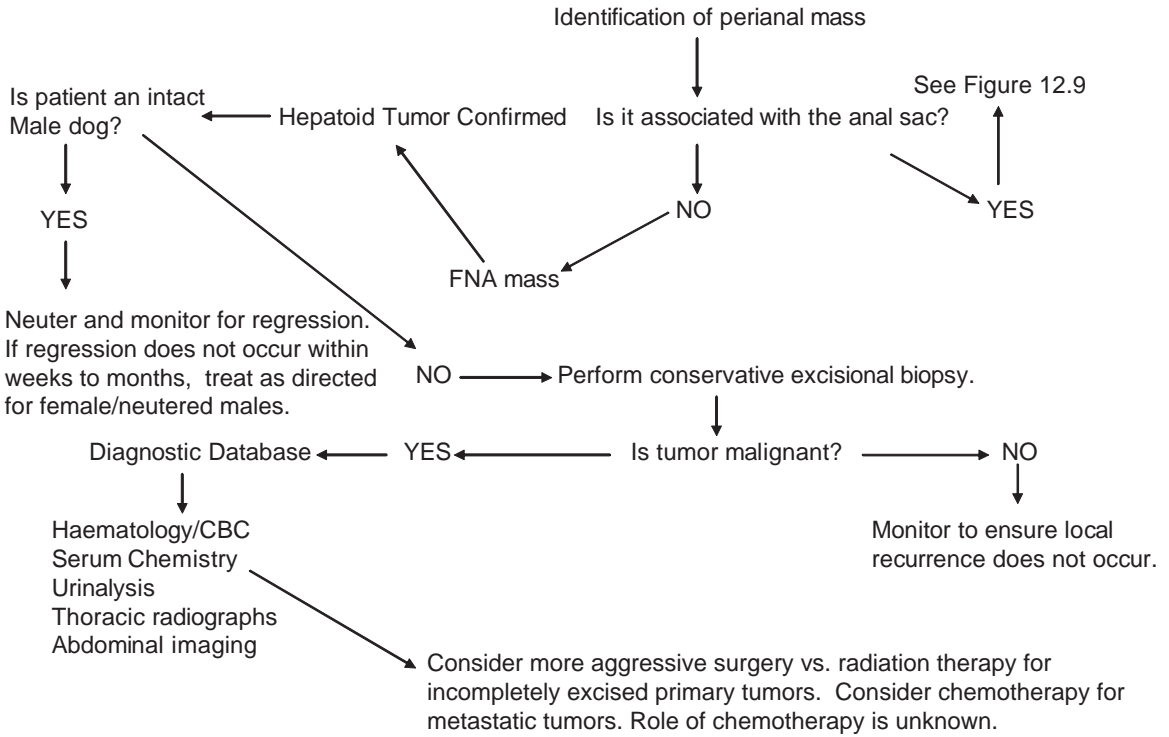 Identification of perianal mass
See Figure 12.9
Is patient an intact
Male dog?
Hepatoid Tumor Confirmed
Is it associated with the anal sac?
YES
NO
YES
FNA mass
Neuter and monitor for regression.
If regression does not occur within
weeks to months, treat as directed
for female/neutered males.
NO
Perform conservative excisional biopsy.
Diagnostic Database
YES
Is tumor malignant?
NO
Haematology/CBC
Serum Chemistry
Urinalysis
Thoracic radiographs
Abdominal imaging
Monitor to ensure local
recurrence does not occur.
Consider more aggressive surgery vs. radiation therapy for
incompletely excised primary tumors. Consider chemotherapy for
metastatic tumors. Role of chemotherapy is unknown.